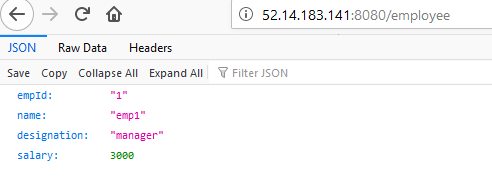 52.14.183.141:8080/employee
JSON Raw Data Headers
Save Copy Collapse All Expand All Filter JSON
empId: "1"
name: "emp1"
designation: "manager"
salary: 3000